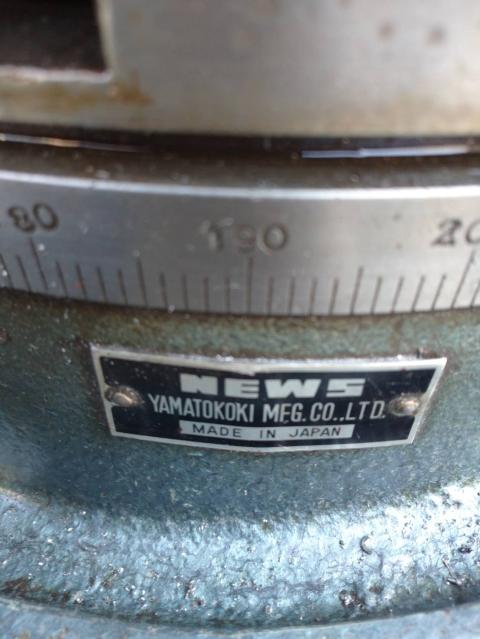 80 190 20
NEWS
YAMATOKOKI MFG. CO., LTD.
MADE IN JAPAN